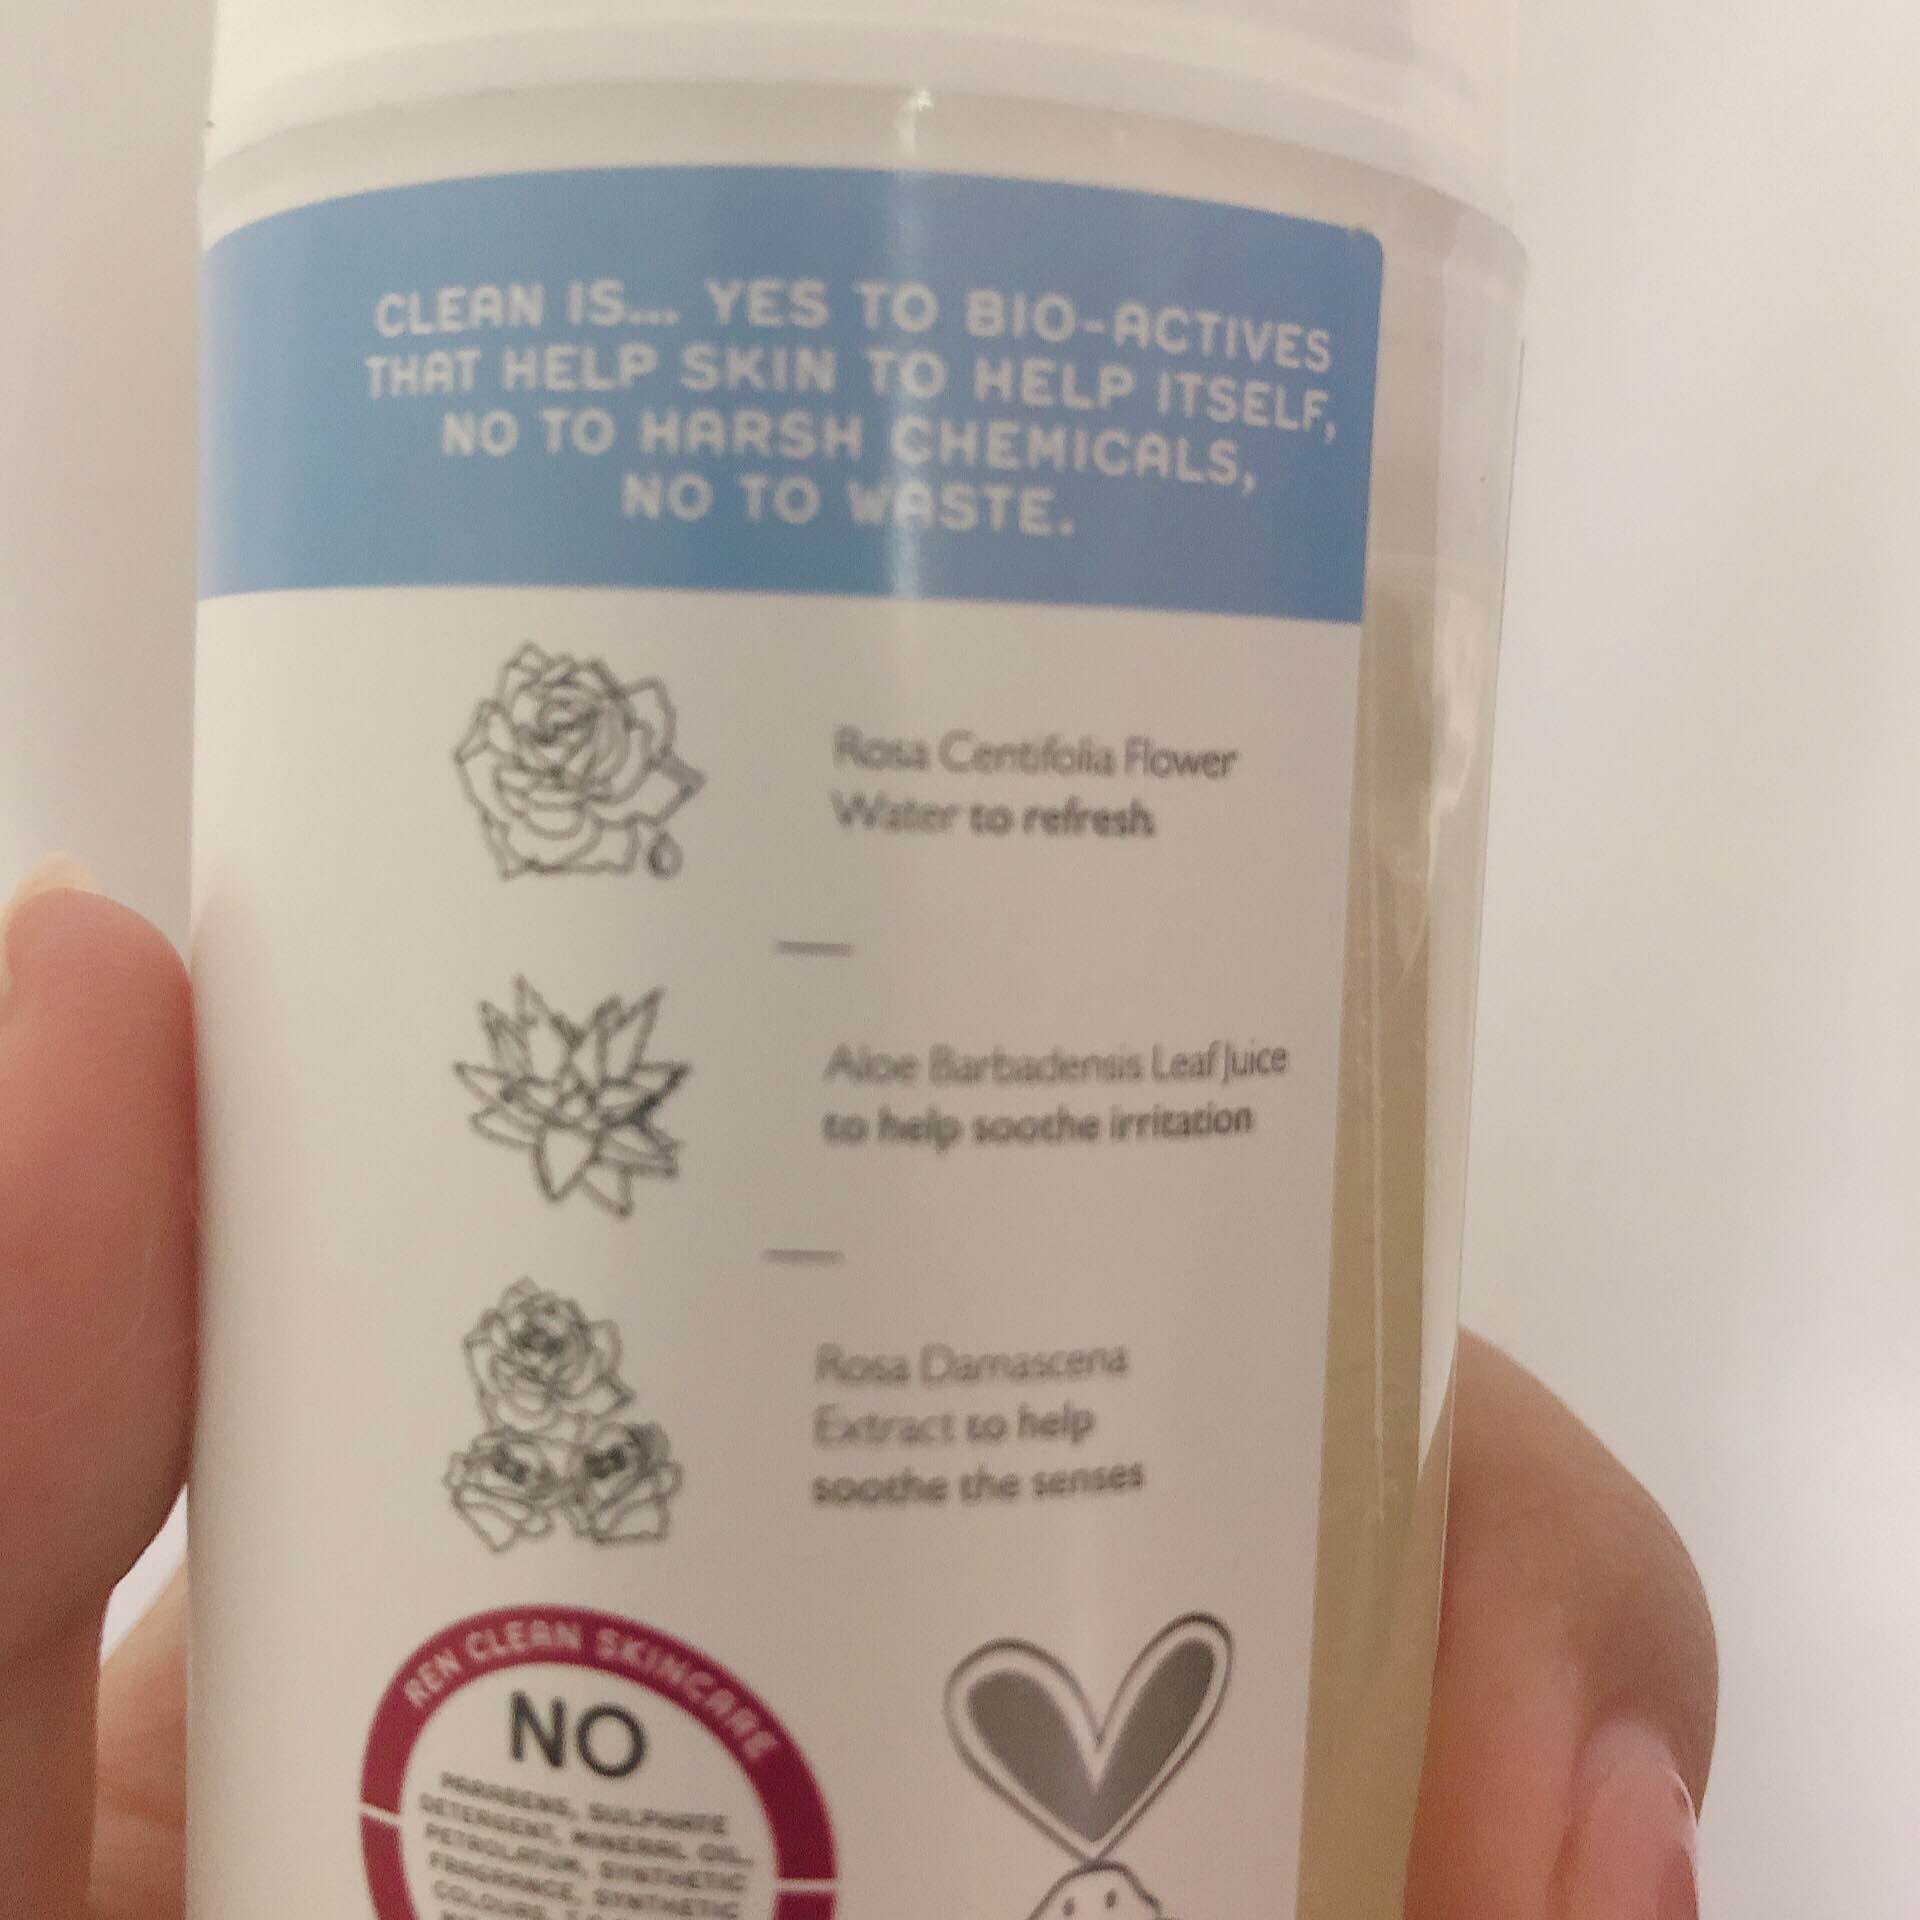 CLEAN IS... YES TO BIO-ACTIVES
THAT HELP SKIN TO HELP ITSELF,
NO TO HARSH CHEMICALS,
NO TO WASTE.
Rosa Centifolia Flower
Water to refresh
Aloe Barbadensis Leaf Juice
to help soothe irritation
Rosa Damascena
Extract to help
soothe the senses
REN CLEAN SKINCARE
NO
PARABENS, SULPHATE
DETERGENT, MINERAL OIL,
PETROLATUM, SYNTHETIC
FRAGRANCE, SYNTHETIC
COLOURS,